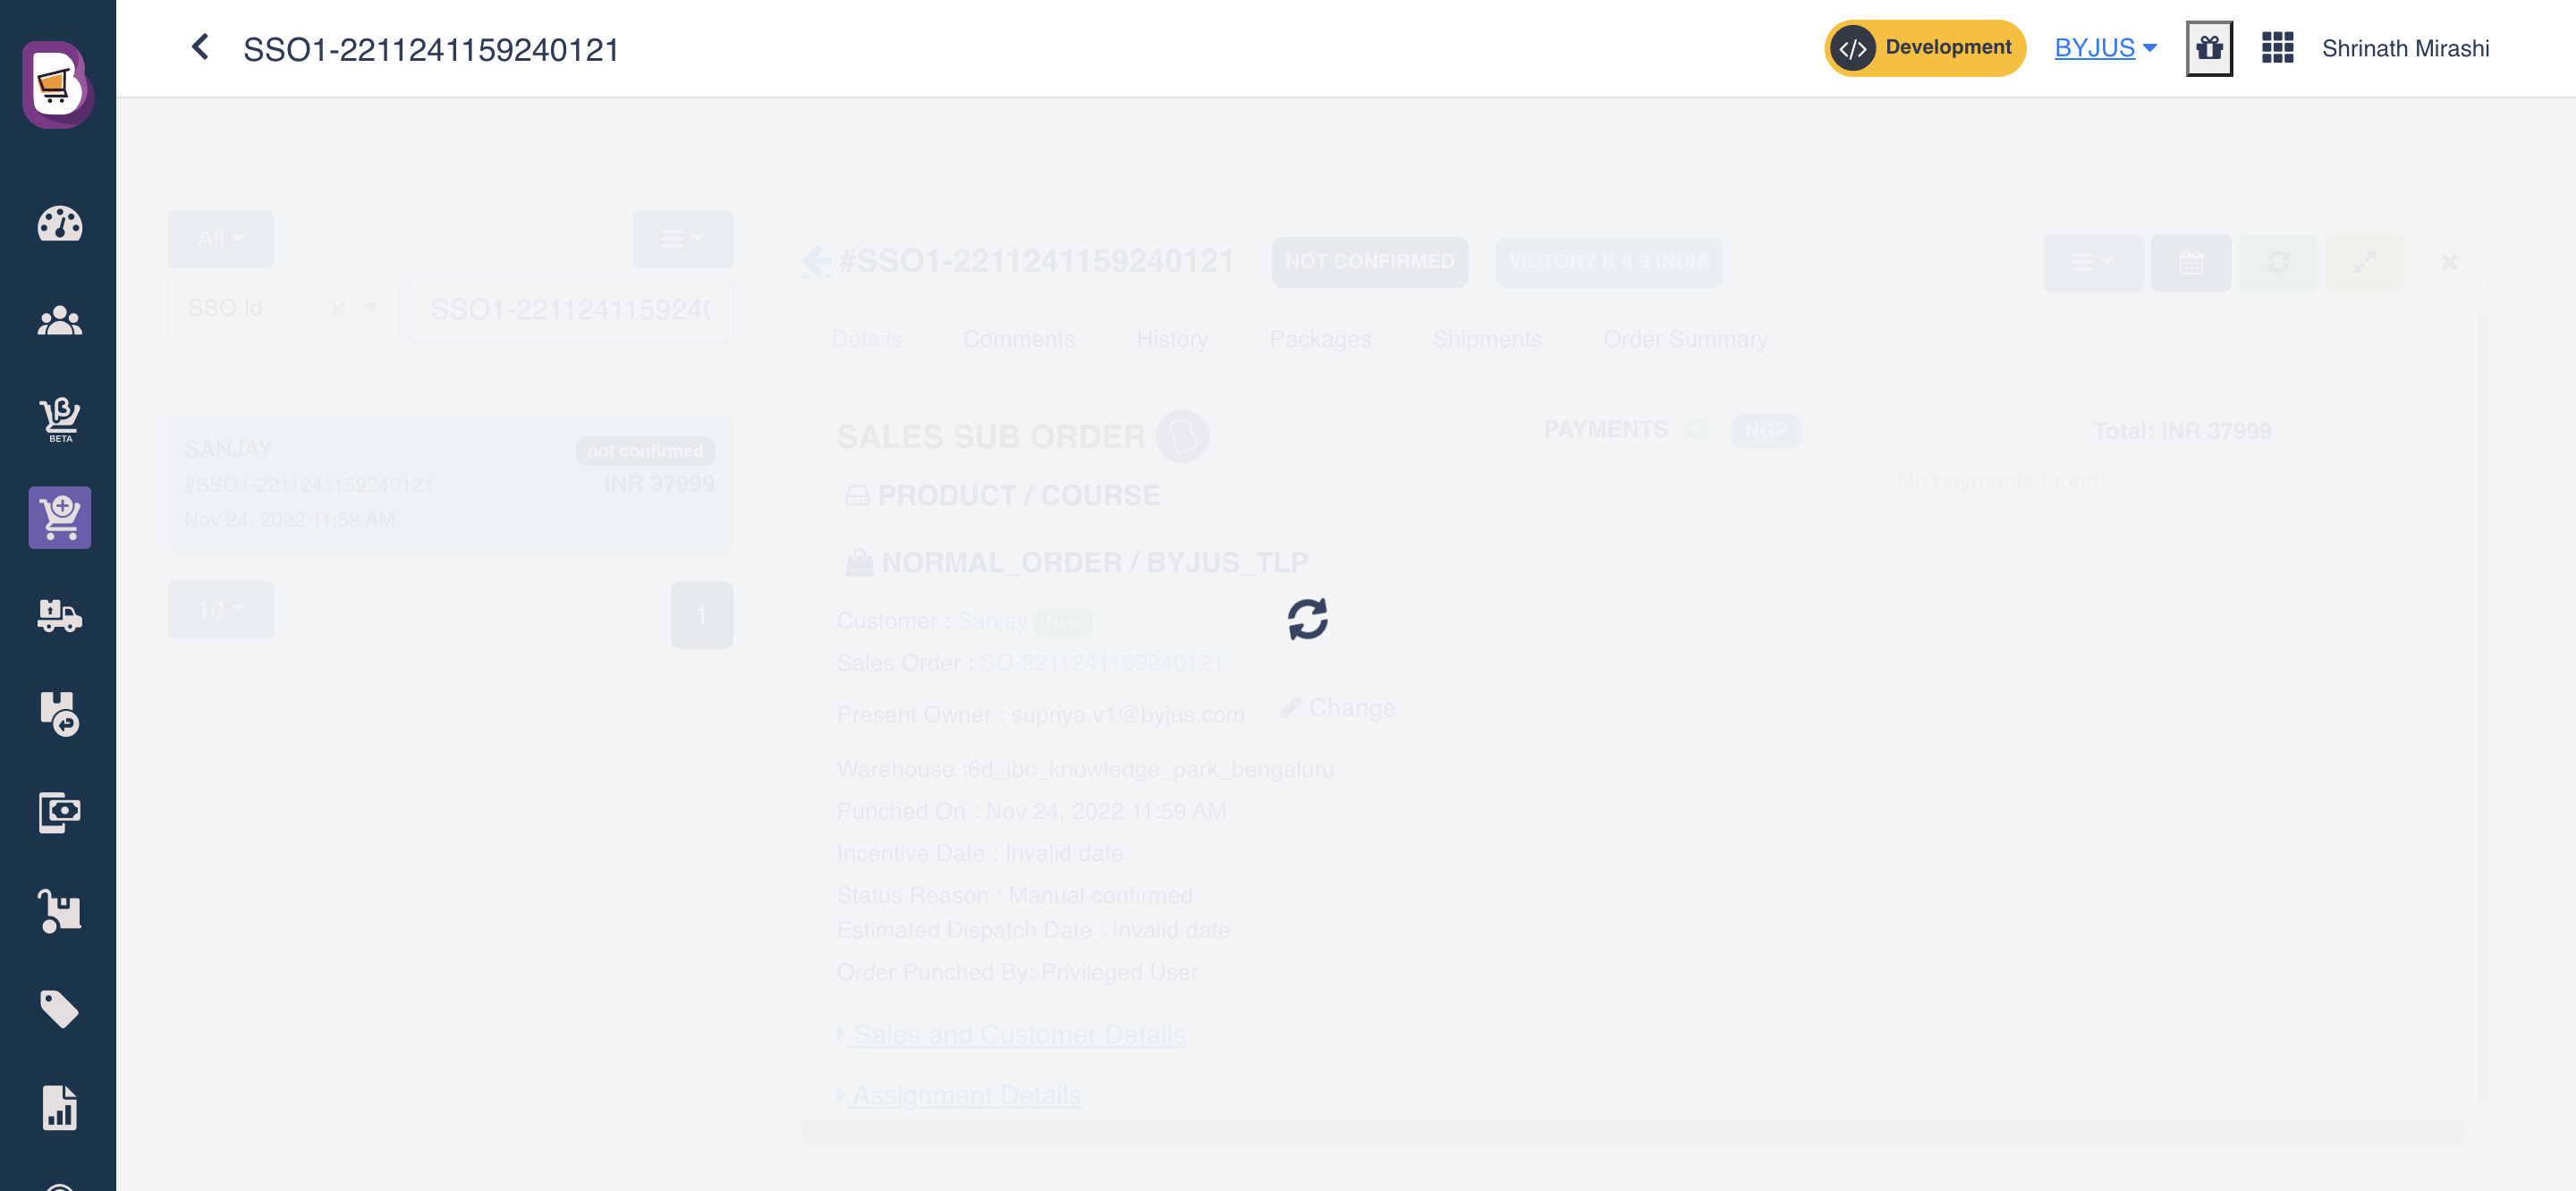 SSO1-2211241159240121
Development
BYJUS
Shrinath Mirashi
BETA
All
SSO Id
SSO1-221124115924(
SANJAY
not confirmed
#SSO1-2211241159240121
INR 37999
Nov 24, 2022 11:59 AM
10
1
#SSO1-2211241159240121
NOT CONFIRMED
VICTORY K 4 9 INDIA
Details
Comments
History
Packages
Shipments
Order Summary
SALES SUB ORDER
PRODUCT / COURSE
NORMAL_ORDER / BYJUS_TLP
Customer : Sanjay New
Sales Order : SO-2211241159240121
Present Owner : supriya.v1@byjus.com
Change
Warehouse :6d_ibc_knowledge_park_bengaluru
Punched On : Nov 24, 2022 11:59 AM
Incentive Date : Invalid date
Status Reason : Manual confirmed
Estimated Dispatch Date : Invalid date
Order Punched By: Privileged User
Sales and Customer Details
Assignment Details
PAYMENTS
NGP
Total: INR 37999
No payments found!